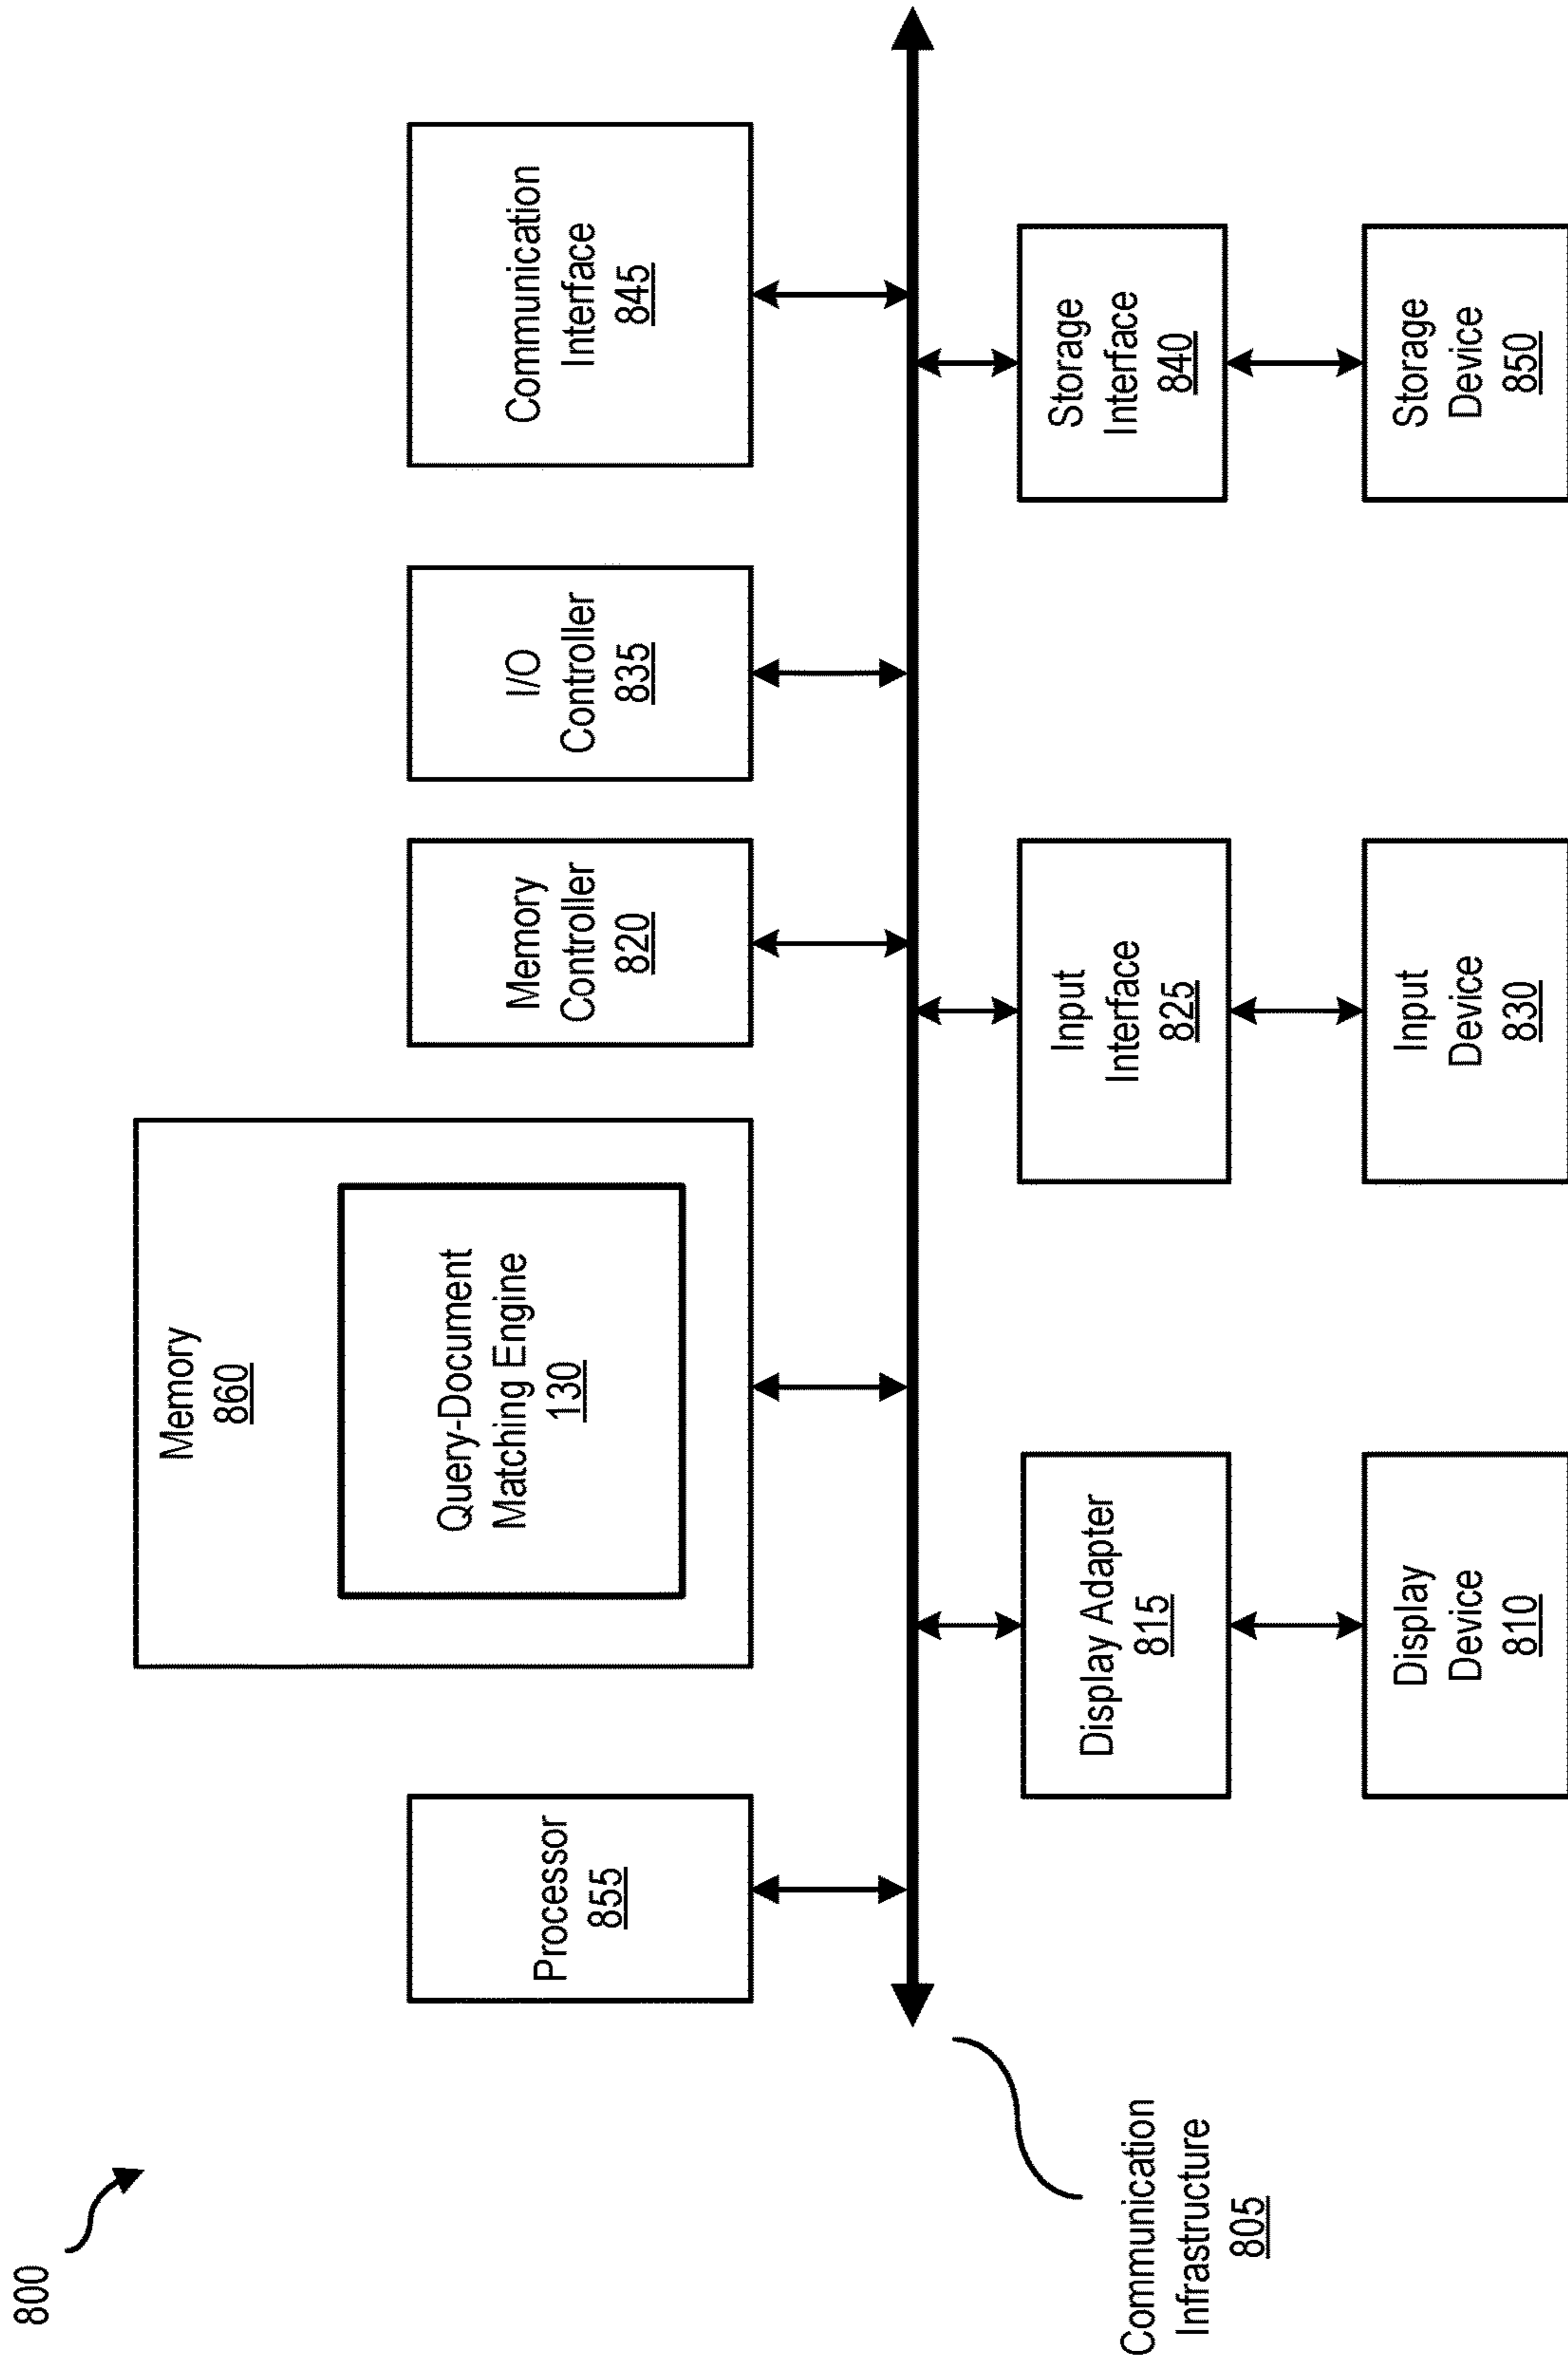 800
Processor
855
Memory
860
Query-Document
Matching Engine
130
Memory
Controller
820
I/O
Controller
835
Communication
Interface
845
Communication
Infrastructure
805
Display Adapter
815
Input
Interface
825
Storage
Interface
840
Display
Device
810
Input
Device
830
Storage
Device
850